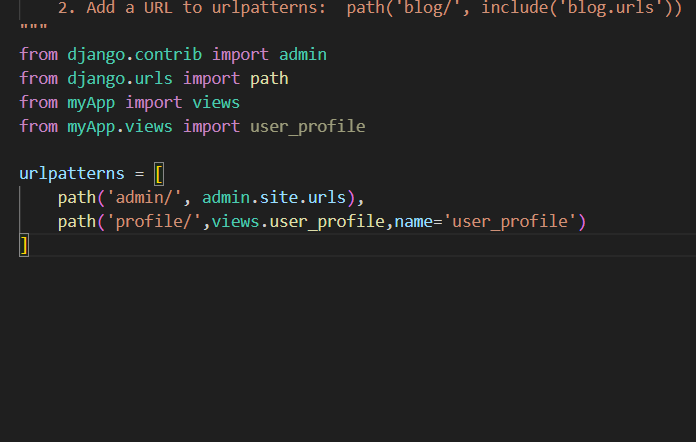 2. Add a URL to urlpatterns:  path('blog/', include('blog.urls'))
"""
from django.contrib import admin
from django.urls import path
from myApp import views
from myApp.views import user_profile
urlpatterns = [
    path('admin/', admin.site.urls),
    path('profile/',views.user_profile,name='user_profile')
]